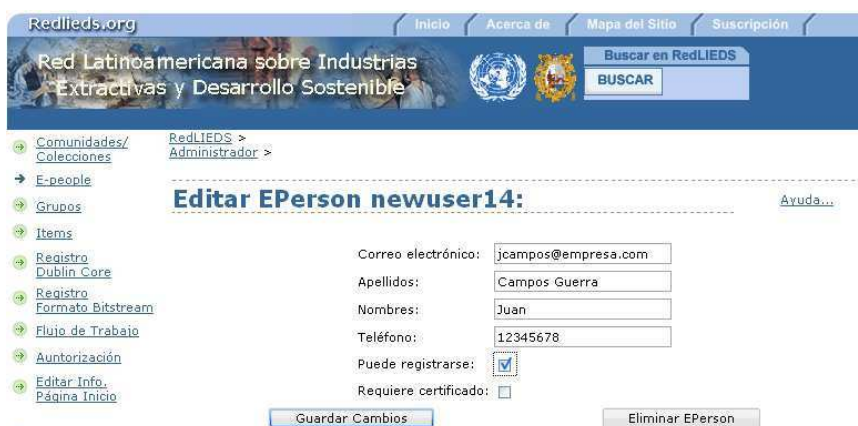 Redlieds.org
Inicio
Acerca de
Mapa del Sitio
Suscripción
Red Latinoamericana sobre Industrias
Extractivas y Desarrollo Sostenible
Buscar en RedLIEDS
BUSCAR
Comunidades/
Colecciones
E-people
Grupos
Items
Registro
Dublin Core
Registro
Formato Bitstream
Flujo de Trabajo
Auntorización
Editar Info.
Página Inicio
RedLIEDS >
Administrador >
Editar EPerson newuser14:
Ayuda...
Correo electrónico: jcampos@empresa.com
Apellidos: Campos Guerra
Nombres: Juan
Teléfono: 12345678
Puede registrarse:
Requiere certificado:
Guardar Cambios
Eliminar EPerson